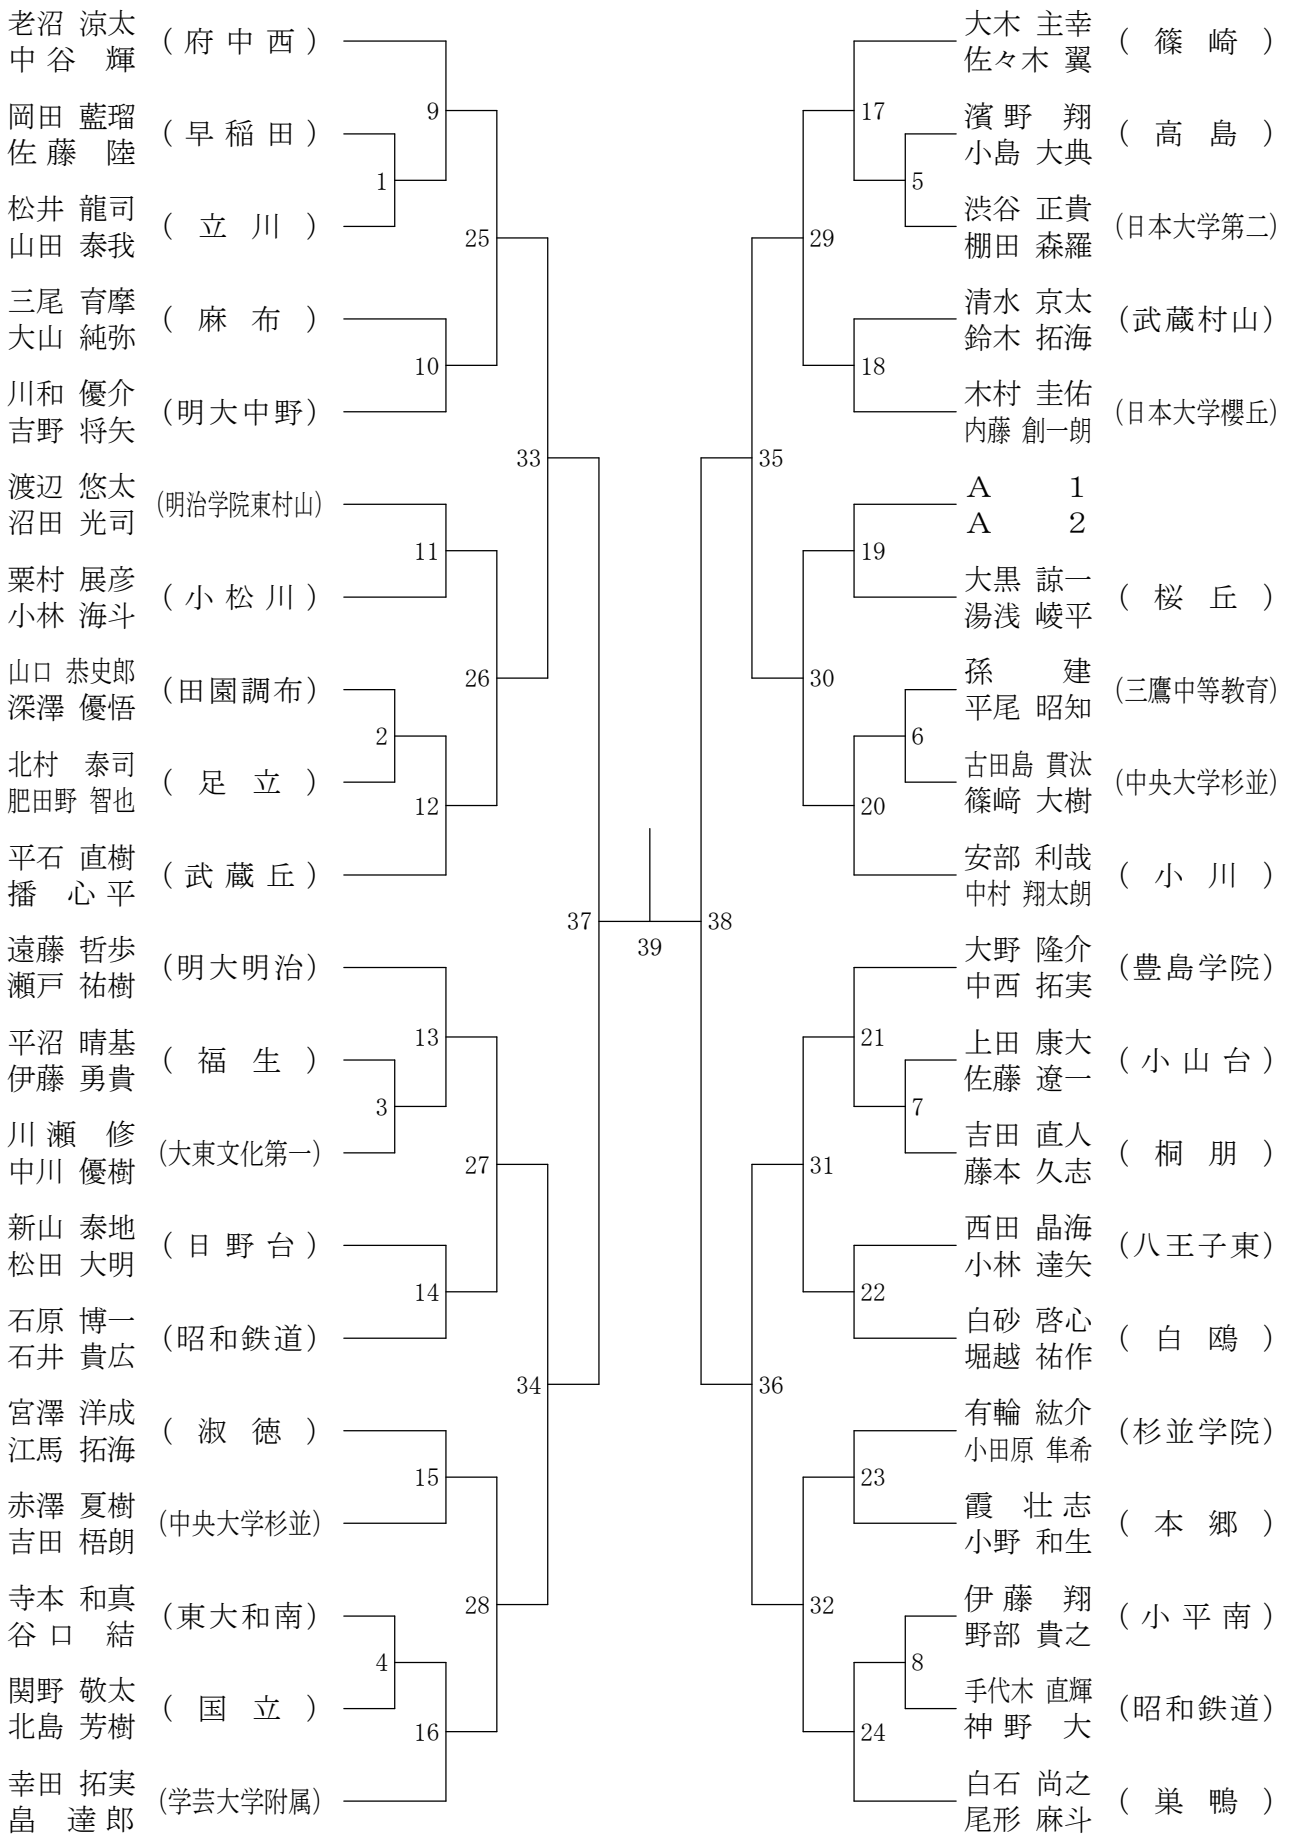 老沼 涼太
中谷 輝
(府中西)
岡田 藍瑠
佐藤 陸
(早稲田)
松井 龍司
山田 泰我
(立川)
三尾 育摩
大山 純弥
(麻布)
川和 優介
吉野 将矢
(明大中野)
渡辺 悠太
沼田 光司
(明治学院東村山)
粟村 展彦
小林 海斗
(小松川)
山口 恭史郎
深澤 優悟
(田園調布)
北村 泰司
肥田野 智也
(足立)
平石 直樹
播 心平
(武蔵丘)
遠藤 哲歩
瀬戸 祐樹
(明大明治)
平沼 晴基
伊藤 勇貴
(福生)
川瀬 修
中川 優樹
(大東文化第一)
新山 泰地
松田 大明
(日野台)
石原 博一
石井 貴広
(昭和鉄道)
宮澤 洋成
江馬 拓海
(淑徳)
赤澤 夏樹
吉田 梧朗
(中央大学杉並)
寺本 和真
谷口 結
(東大和南)
関野 敬太
北島 芳樹
(国立)
幸田 拓実
畠 達郎
(学芸大学附属)
1
2
3
4
9
10
11
12
13
14
15
16
25
26
27
28
33
34
37
39
38
35
36
29
30
31
32
17
18
19
20
21
22
23
24
5
6
7
8
大木 主幸
佐々木 翼
(篠崎)
濱野 翔
小島 大典
(高島)
渋谷 正貴
棚田 森羅
(日本大学第二)
清水 京太
鈴木 拓海
(武蔵村山)
木村 圭佑
内藤 創一朗
(日本大学櫻丘)
A 1
A 2
大黒 諒一
湯浅 崚平
(桜丘)
孫 建
平尾 昭知
(三鷹中等教育)
古田島 貫汰
篠﨑 大樹
(中央大学杉並)
安部 利哉
中村 翔太朗
(小川)
大野 隆介
中西 拓実
(豊島学院)
上田 康大
佐藤 遼一
(小山台)
吉田 直人
藤本 久志
(桐朋)
西田 晶海
小林 達矢
(八王子東)
白砂 啓心
堀越 祐作
(白鴎)
有輪 紘介
小田原 隼希
(杉並学院)
霞 壮志
小野 和生
(本郷)
伊藤 翔
野部 貴之
(小平南)
手代木 直輝
神野 大
(昭和鉄道)
白石 尚之
尾形 麻斗
(巣鴨)